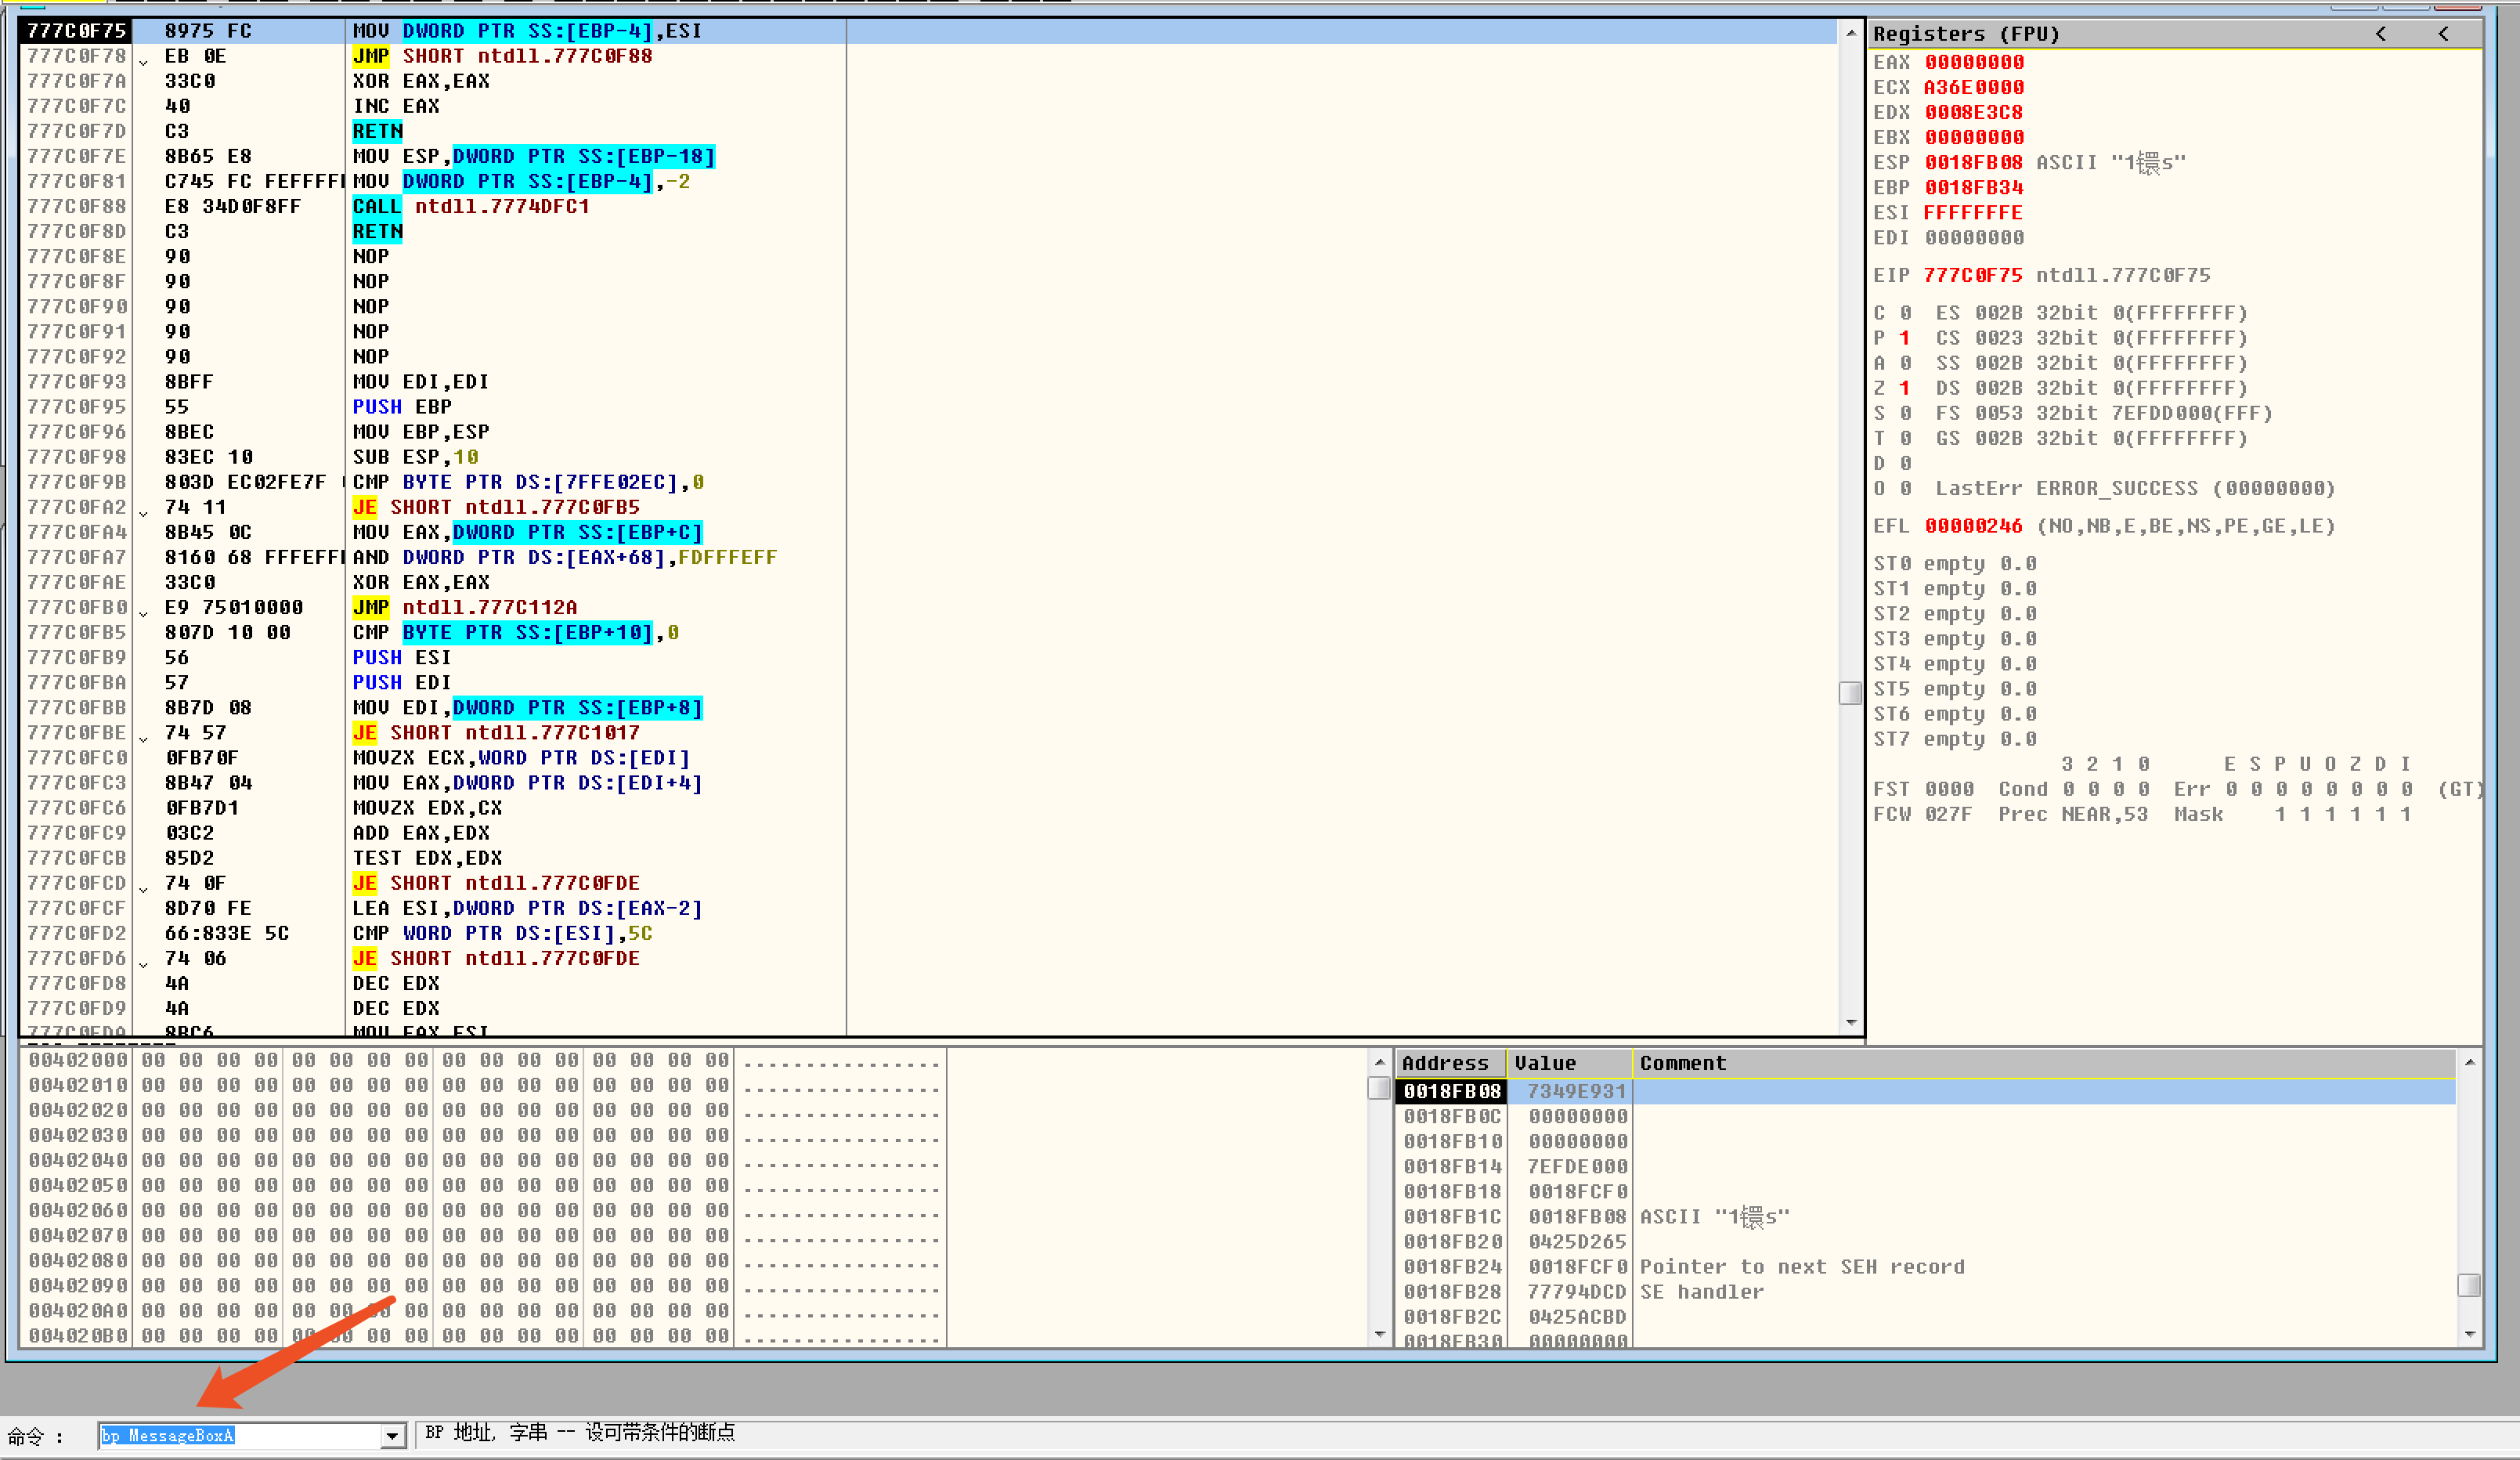 777C0F75 8975 FC MOV DWORD PTR SS:[EBP-4],ESI
777C0F78 EB 0E JMP SHORT ntdll.777C0F88
777C0F7A 33C0 XOR EAX,EAX
777C0F7C 40 INC EAX
777C0F7D C3 RETN
777C0F7E 8B65 E8 MOV ESP,DWORD PTR SS:[EBP-18]
777C0F81 C745 FC FEFFFF MOV DWORD PTR SS:[EBP-4],-2
777C0F88 E8 34D0F8FF CALL ntdll.7774DFC1
777C0F8D C3 RETN
777C0F8E 90 NOP
777C0F8F 90 NOP
777C0F90 90 NOP
777C0F91 90 NOP
777C0F92 90 NOP
777C0F93 8BFF MOV EDI,EDI
777C0F95 55 PUSH EBP
777C0F96 8BEC MOV EBP,ESP
777C0F98 83EC 10 SUB ESP,10
777C0F9B 803D EC02FE7F CMP BYTE PTR DS:[7FFE02EC],0
777C0FA2 74 11 JE SHORT ntdll.777C0FB5
777C0FA4 8B45 0C MOV EAX,DWORD PTR SS:[EBP+C]
777C0FA7 8160 68 FFFEFF AND DWORD PTR DS:[EAX+68],FDFFFEFF
777C0FAE 33C0 XOR EAX,EAX
777C0FB0 E9 75010000 JMP ntdll.777C112A
777C0FB5 807D 10 00 CMP BYTE PTR SS:[EBP+10],0
777C0FB9 56 PUSH ESI
777C0FBA 57 PUSH EDI
777C0FBB 8B7D 08 MOV EDI,DWORD PTR SS:[EBP+8]
777C0FBE 74 57 JE SHORT ntdll.777C1017
777C0FC0 0FB70F MOVZX ECX,WORD PTR DS:[EDI]
777C0FC3 8B47 04 MOV EAX,DWORD PTR DS:[EDI+4]
777C0FC6 0FB7D1 MOVZX EDX,CX
777C0FC9 03C2 ADD EAX,EDX
777C0FCB 85D2 TEST EDX,EDX
777C0FCD 74 0F JE SHORT ntdll.777C0FDE
777C0FCF 8D70 FE LEA ESI,DWORD PTR DS:[EAX-2]
777C0FD2 66:833E 5C CMP WORD PTR DS:[ESI],5C
777C0FD6 74 06 JE SHORT ntdll.777C0FDE
777C0FD8 4A DEC EDX
777C0FD9 4A DEC EDX
777C0FDA 8BC6 MOV EAX,ESI
Registers (FPU) < <
EAX 00000000
ECX A36E0000
EDX 0008E3C8
EBX 00000000
ESP 0018FB08 ASCII "1镮s"
EBP 0018FB34
ESI FFFFFFFE
EDI 00000000
EIP 777C0F75 ntdll.777C0F75
C 0 ES 002B 32bit 0(FFFFFFFF)
P 1 CS 0023 32bit 0(FFFFFFFF)
A 0 SS 002B 32bit 0(FFFFFFFF)
Z 1 DS 002B 32bit 0(FFFFFFFF)
S 0 FS 0053 32bit 7EFDD000(FFF)
T 0 GS 002B 32bit 0(FFFFFFFF)
D 0
O 0 LastErr ERROR_SUCCESS (00000000)
EFL 00000246 (NO,NB,E,BE,NS,PE,GE,LE)
ST0 empty 0.0
ST1 empty 0.0
ST2 empty 0.0
ST3 empty 0.0
ST4 empty 0.0
ST5 empty 0.0
ST6 empty 0.0
ST7 empty 0.0
3 2 1 0 E S P U O Z D I
FST 0000 Cond 0 0 0 0 Err 0 0 0 0 0 0 0 0 (GT)
FCW 027F Prec NEAR,53 Mask 1 1 1 1 1 1
00402000 00 00 00 00 00 00 00 00 00 00 00 00 00 00 00 00 ................
00402010 00 00 00 00 00 00 00 00 00 00 00 00 00 00 00 00 ................
00402020 00 00 00 00 00 00 00 00 00 00 00 00 00 00 00 00 ................
00402030 00 00 00 00 00 00 00 00 00 00 00 00 00 00 00 00 ................
00402040 00 00 00 00 00 00 00 00 00 00 00 00 00 00 00 00 ................
00402050 00 00 00 00 00 00 00 00 00 00 00 00 00 00 00 00 ................
00402060 00 00 00 00 00 00 00 00 00 00 00 00 00 00 00 00 ................
00402070 00 00 00 00 00 00 00 00 00 00 00 00 00 00 00 00 ................
00402080 00 00 00 00 00 00 00 00 00 00 00 00 00 00 00 00 ................
00402090 00 00 00 00 00 00 00 00 00 00 00 00 00 00 00 00 ................
004020A0 00 00 00 00 00 00 00 00 00 00 00 00 00 00 00 00 ................
004020B0 00 00 00 00 00 00 00 00 00 00 00 00 00 00 00 00 ................
Address Value Comment
0018FB08 7349E931
0018FB0C 00000000
0018FB10 00000000
0018FB14 7EFDE000
0018FB18 0018FCF0
0018FB1C 0018FB08 ASCII "1镮s"
0018FB20 0425D265
0018FB24 0018FCF0 Pointer to next SEH record
0018FB28 77794DCD SE handler
0018FB2C 0425ACBD
0018FB30 00000000
命令 : bp MessageBoxA BP 地址, 字串 -- 设可带条件的断点